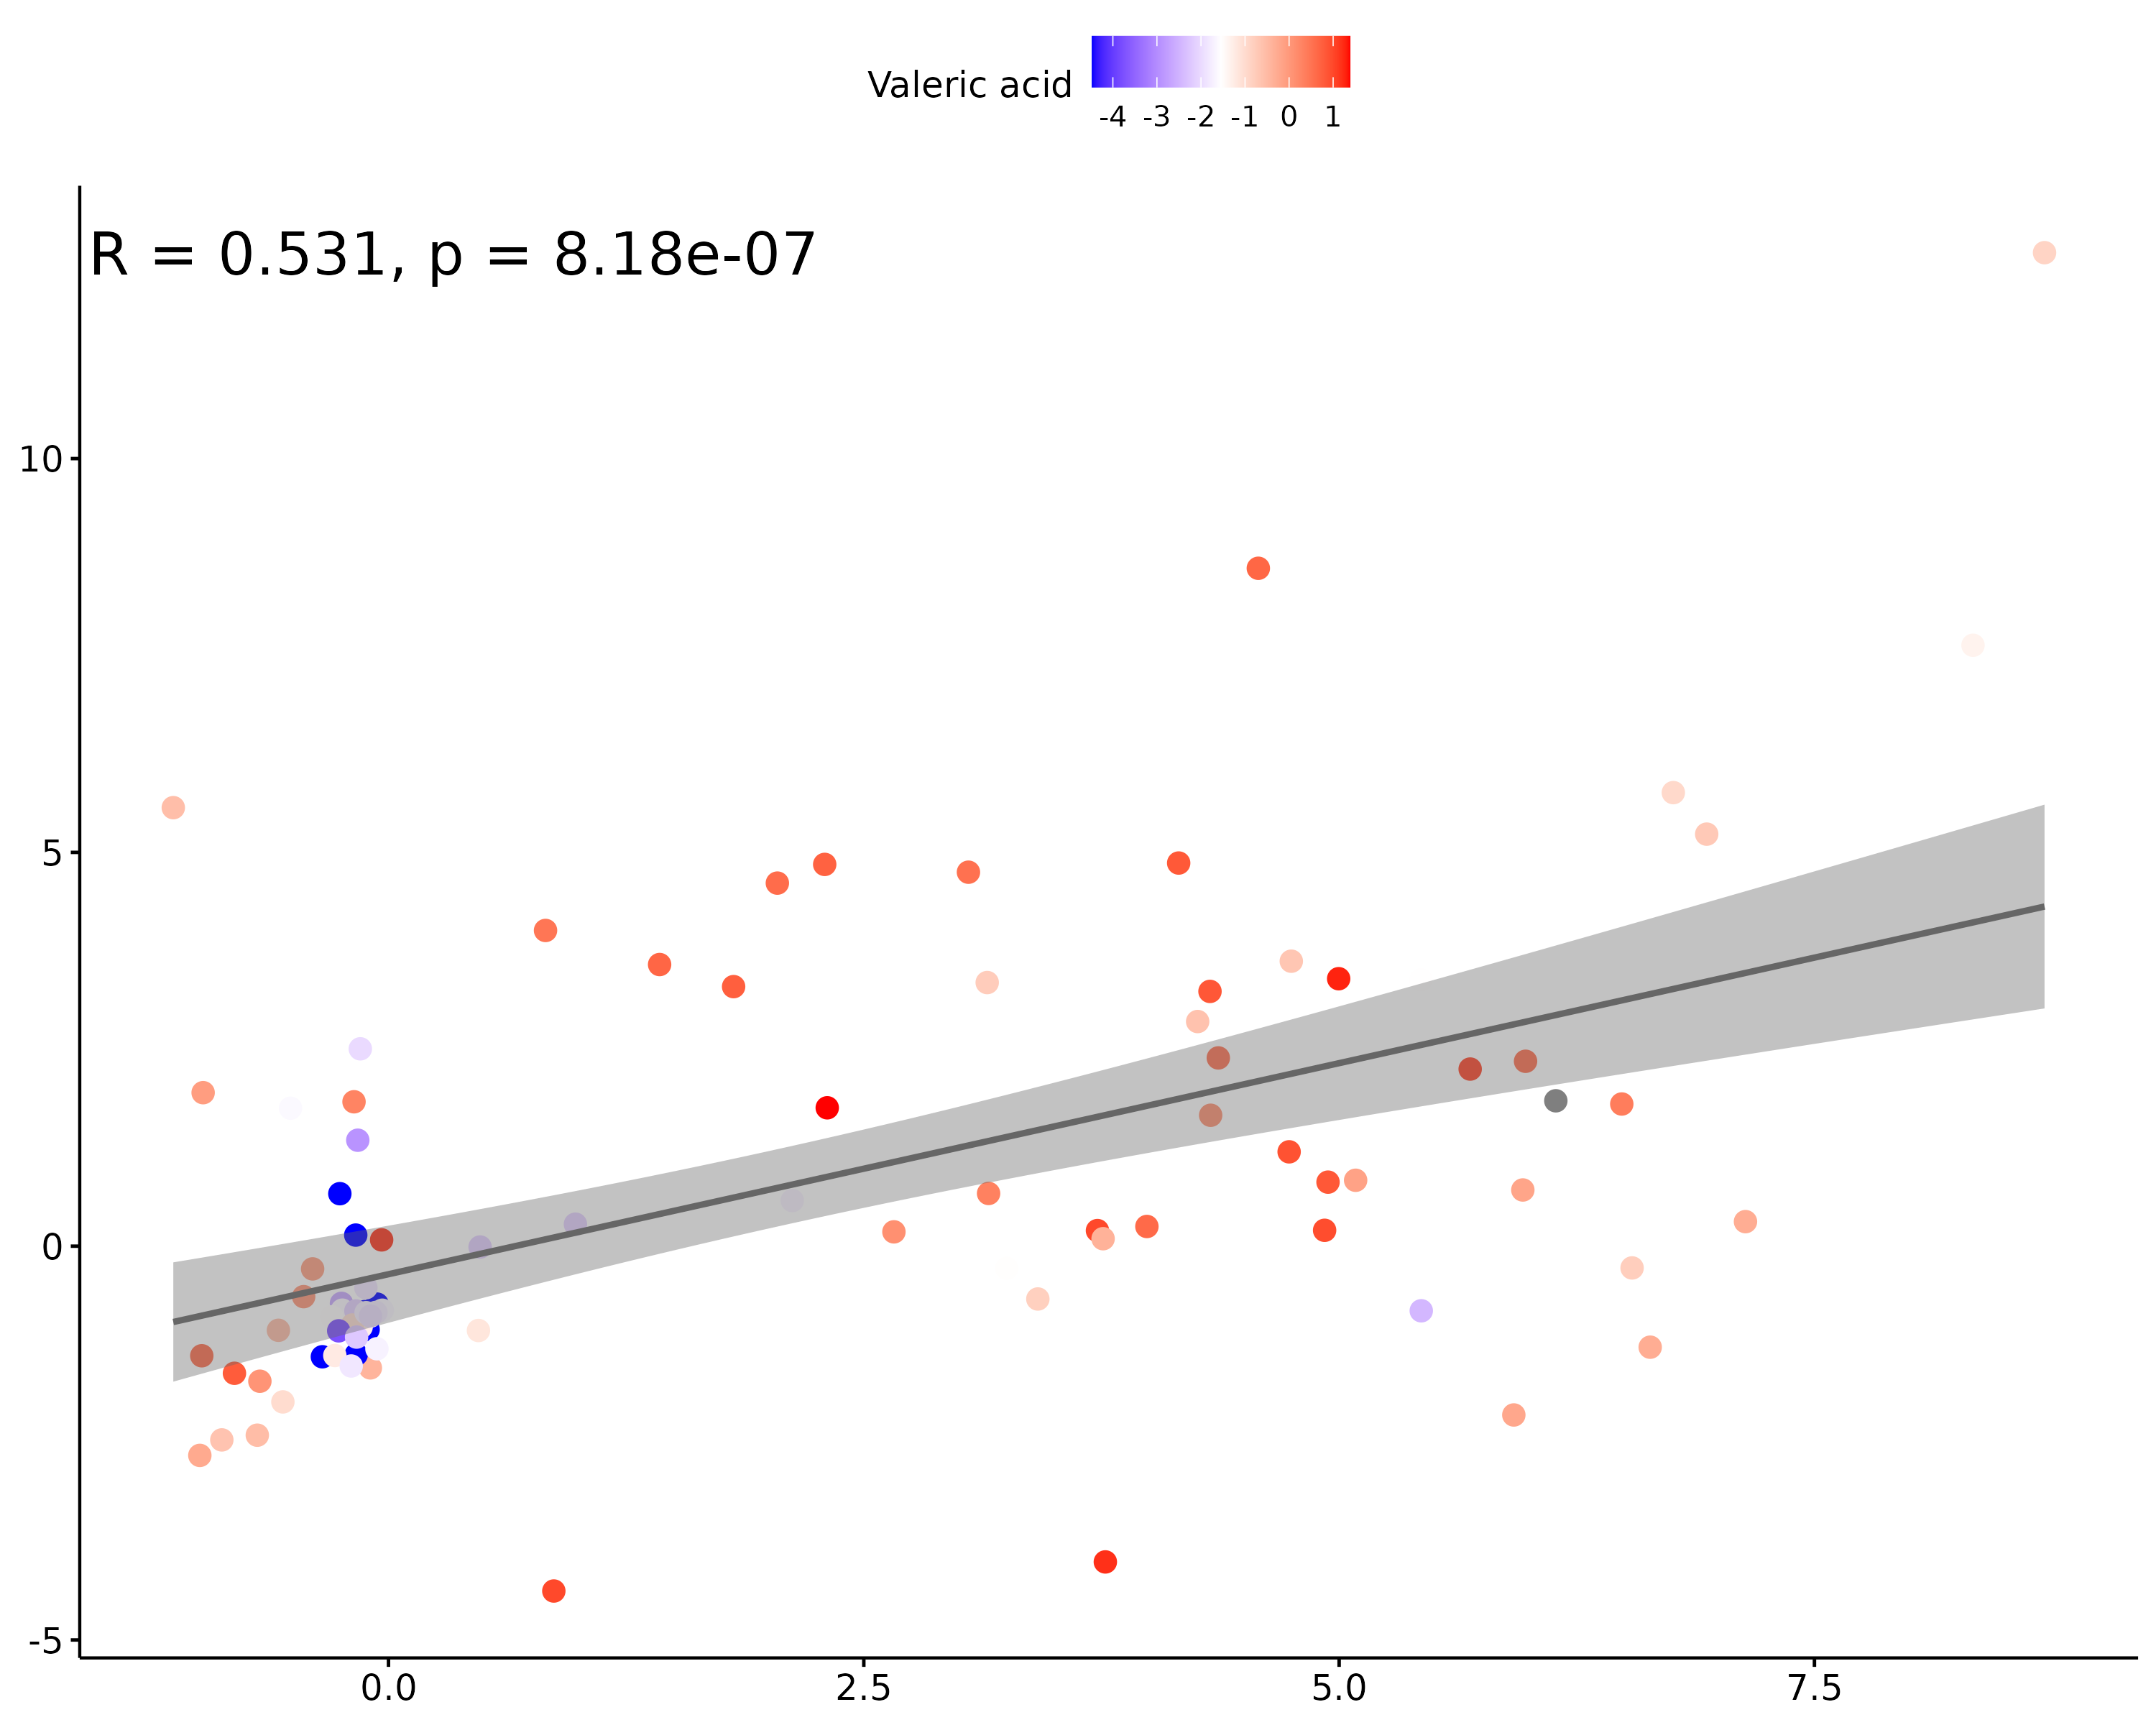 Valeric acid
-4 -3 -2 -1 0 1
R = 0.531, p = 8.18e-07
10
5
0
-5
0.0 2.5 5.0 7.5